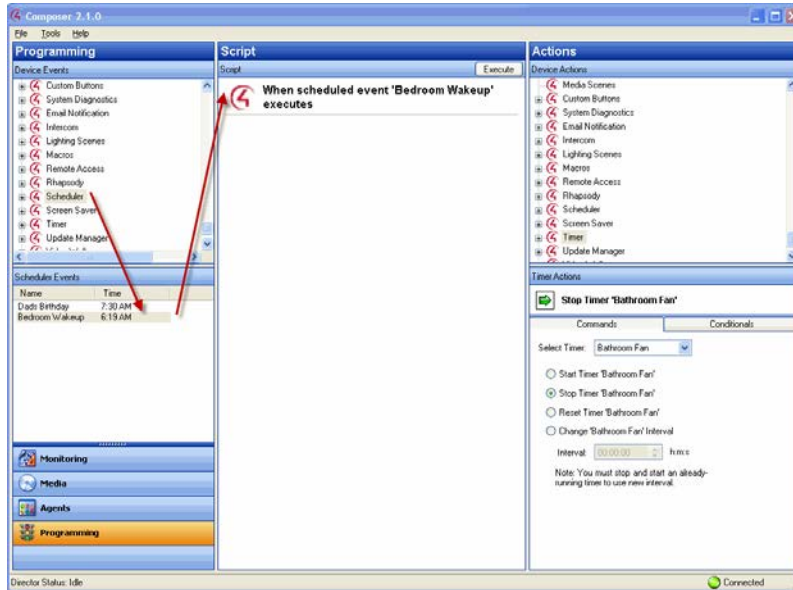 Composer 2.1.0
File Tools Help
Programming
Device Events
Custom Buttons
System Diagnostics
Email Notification
Intercom
Lighting Scenes
Macros
Remote Access
Rhapsody
Scheduler
Screen Saver
Timer
Update Manager
Scheduler Events
Name Time
Dads Birthday 7:30 AM
Bedroom Wakeup 6:19 AM
Monitoring
Media
Agents
Programming
Director Status: Idle
Script
Script Execute
When scheduled event 'Bedroom Wakeup'
executes
Actions
Device Actions
Media Scenes
Custom Buttons
System Diagnostics
Email Notification
Intercom
Lighting Scenes
Macros
Remote Access
Rhapsody
Scheduler
Screen Saver
Timer
Update Manager
Timer Actions
Stop Timer 'Bathroom Fan'
Commands Conditionals
Select Timer: Bathroom Fan
Start Timer 'Bathroom Fan'
Stop Timer 'Bathroom Fan'
Reset Timer 'Bathroom Fan'
Change 'Bathroom Fan' Interval
Interval: 00:00:00 h:m:s
Note: You must stop and start an already-
running timer to use new interval.
Connected